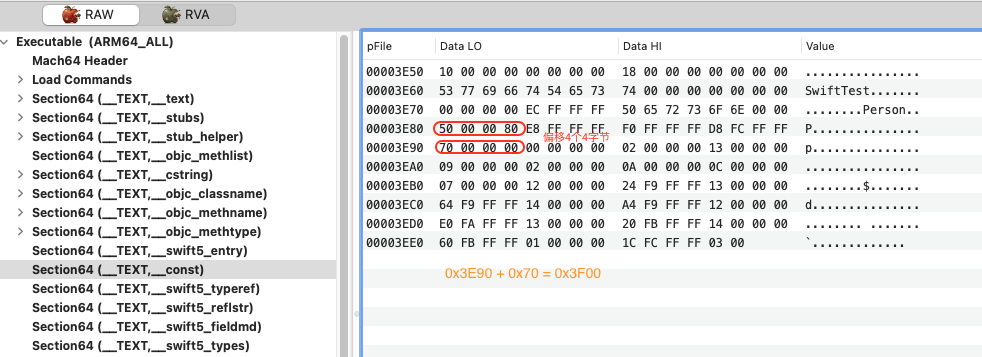 RAW
RVA
Executable (ARM64_ALL)
Mach64 Header
Load Commands
Section64 (__TEXT,__text)
Section64 (__TEXT,__stubs)
Section64 (__TEXT,__stub_helper)
Section64 (__TEXT,__objc_methlist)
Section64 (__TEXT,__cstring)
Section64 (__TEXT,__objc_classname)
Section64 (__TEXT,__objc_methname)
Section64 (__TEXT,__objc_methtype)
Section64 (__TEXT,__swift5_entry)
Section64 (__TEXT,__const)
Section64 (__TEXT,__swift5_typeref)
Section64 (__TEXT,__swift5_reflstr)
Section64 (__TEXT,__swift5_fieldmd)
Section64 (__TEXT,__swift5_types)
pFile Data LO Data HI Value
00003E50 10 00 00 00 00 00 00 00 18 00 00 00 00 00 00 00 ................
00003E60 53 77 69 66 74 54 65 73 74 00 00 00 00 00 00 00 SwiftTest.......
00003E70 00 00 00 00 EC FF FF FF 50 65 72 73 6F 6E 00 00 ........Person..
00003E80 50 00 00 80 E8 FF FF FF F0 FF FF FF D8 FC FF FF P...............
偏移4个4字节
00003E90 70 00 00 00 00 00 00 00 02 00 00 00 13 00 00 00 p...............
00003EA0 09 00 00 00 02 00 00 00 0A 00 00 00 0C 00 00 00 ................
00003EB0 07 00 00 00 12 00 00 00 24 F9 FF FF 13 00 00 00 ........$.......
00003EC0 64 F9 FF FF 14 00 00 00 A4 F9 FF FF 12 00 00 00 d...............
00003ED0 E0 FA FF FF 13 00 00 00 20 FB FF FF 14 00 00 00 ........ .......
00003EE0 60 FB FF FF 01 00 00 00 1C FC FF FF 03 00 `.............
0x3E90 + 0x70 = 0x3F00